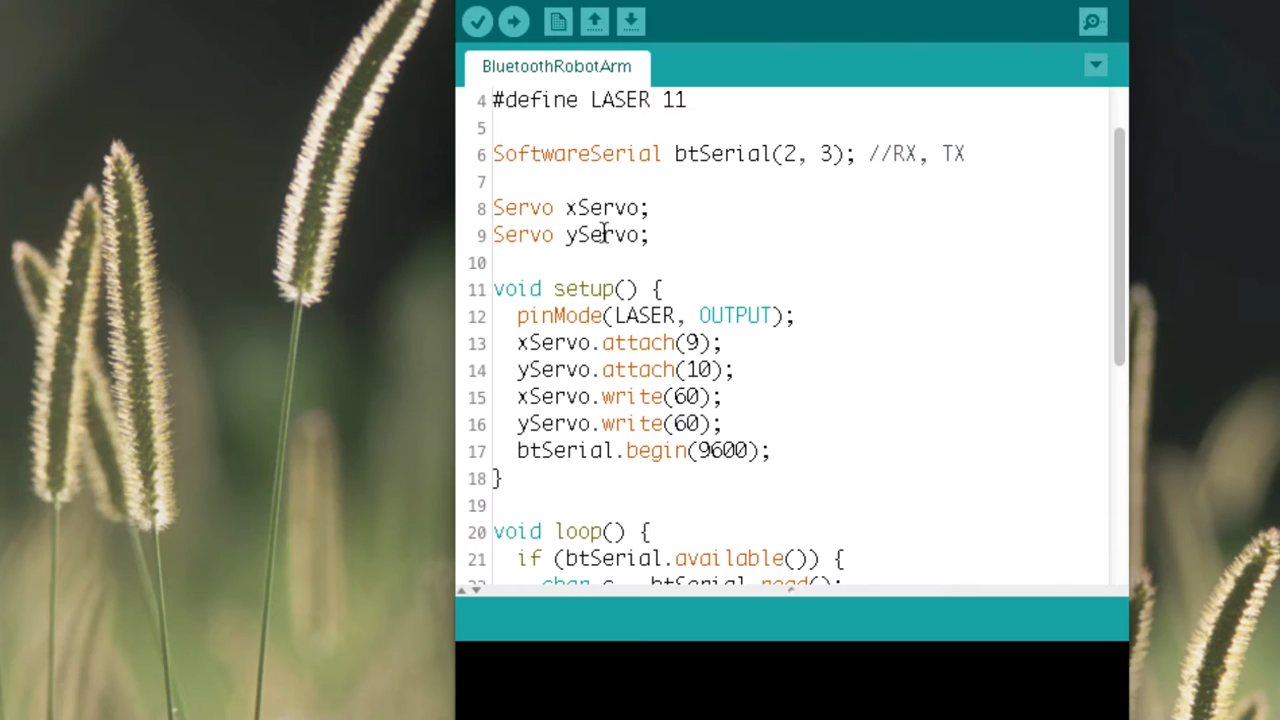 BluetoothRobotArm
4 #define LASER 11
5
6 SoftwareSerial btSerial(2, 3); //RX, TX
7
8 Servo xServo;
9 Servo yServo;
10
11 void setup() {
12 pinMode(LASER, OUTPUT);
13 xServo.attach(9);
14 yServo.attach(10);
15 xServo.write(60);
16 yServo.write(60);
17 btSerial.begin(9600);
18 }
19
20 void loop() {
21 if (btSerial.available()) {
char c btSerial.read();